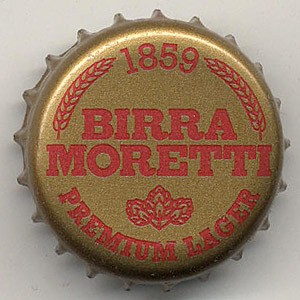 1859
BIRRA
MORETTI
PREMIUM LAGER